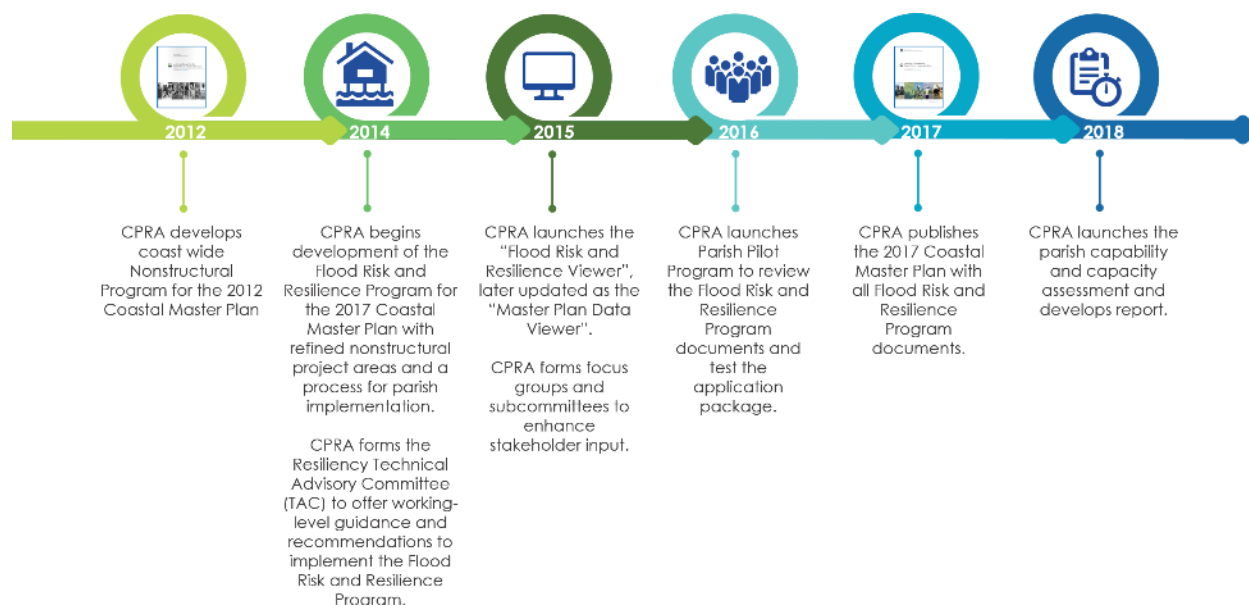 2012
2014
2015
2016
2017
2018
CPRA develops
coast wide
Nonstructural
Program for the 2012
Coastal Master Plan
CPRA begins
development of the
Flood Risk and
Resilience Program for
the 2017 Coastal
Master Plan with
refined nonstructural
project areas and a
process for parish
implementation.
CPRA forms the
Resiliency Technical
Advisory Committee
(TAC) to offer working-
level guidance and
recommendations to
implement the Flood
Risk and Resilience
Program.
CPRA launches the
“Flood Risk and
Resilience Viewer”,
later updated as the
“Master Plan Data
Viewer”.
CPRA forms focus
groups and
subcommittees to
enhance
stakeholder input.
CPRA launches
Parish Pilot
Program to review
the Flood Risk and
Resilience
Program
documents and
test the
application
package.
CPRA publishes
the 2017 Coastal
Master Plan with
all Flood Risk and
Resilience
Program
documents.
CPRA launches the
parish capability
and capacity
assessment and
develops report.